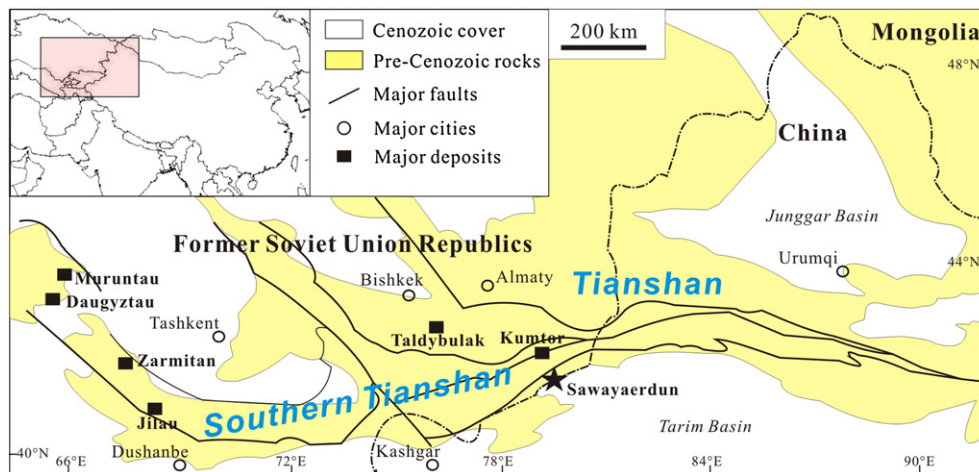 Cenozoic cover
Pre-Cenozoic rocks
Major faults
Major cities
Major deposits
200 km
Mongolia
48°N
China
Junggar Basin
Former Soviet Union Republics
44°N
Urumqi
Muruntau
Bishkek
Almaty
Tianshan
Daugyztau
Tashkent
Taldybulak
Kumtor
Zarmitan
Southern Tianshan
Sawayaerdun
Jilau
Tarim Basin
40°N
66°E
Dushanbe
72°E
Kashgar
78°E
84°E
90°E